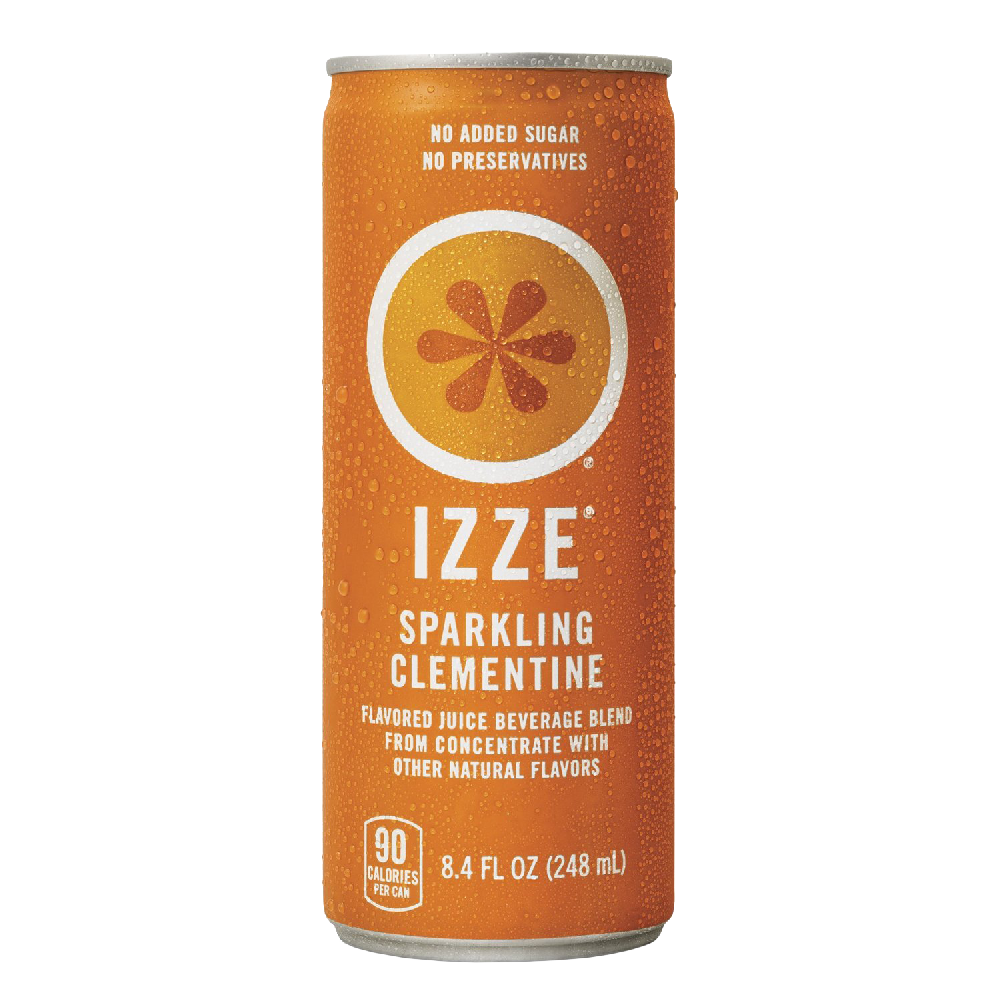 NO ADDED SUGAR
NO PRESERVATIVES
®
IZZE®
SPARKLING
CLEMENTINE
FLAVORED JUICE BEVERAGE BLEND
FROM CONCENTRATE WITH
OTHER NATURAL FLAVORS
90
CALORIES
PER CAN
8.4 FL OZ (248 mL)